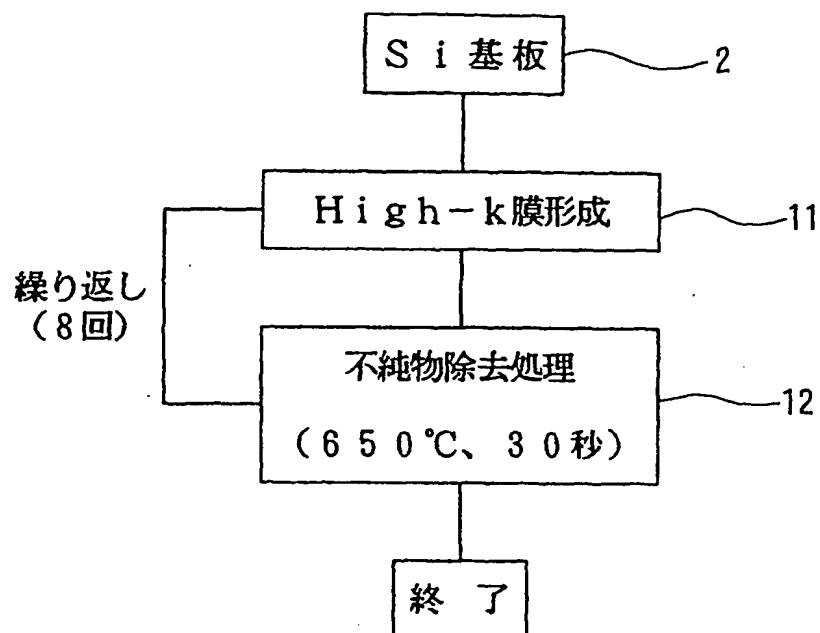 Si基板
2
High-k膜形成
11
繰り返し
(8回)
不純物除去処理
(650℃、30秒)
12
終了